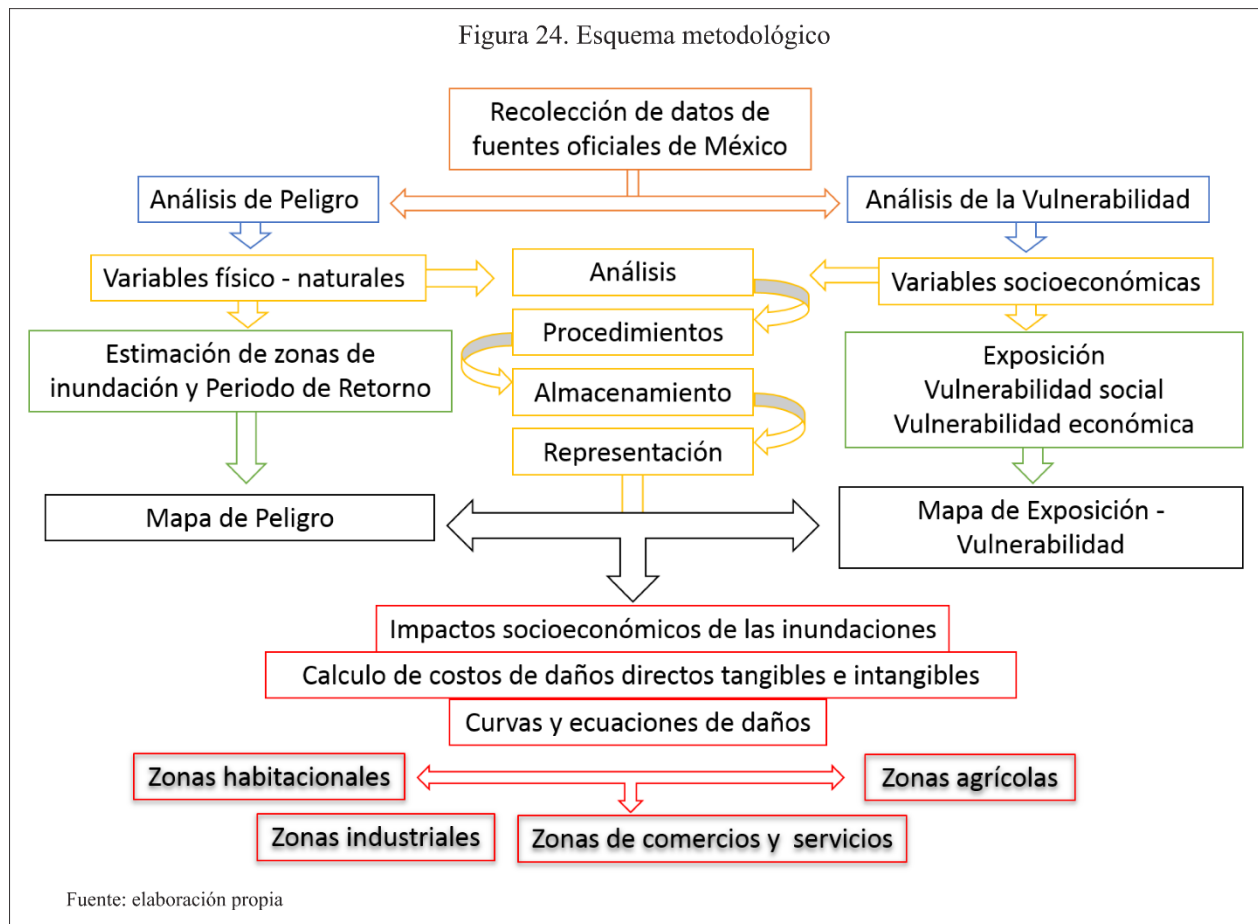 Figura 24. Esquema metodológico
Recolección de datos de
fuentes oficiales de México
Análisis de Peligro
Análisis de la Vulnerabilidad
Variables físico - naturales
Análisis
Variables socioeconómicas
Procedimientos
Estimación de zonas de
inundación y Periodo de Retorno
Almacenamiento
Exposición
Vulnerabilidad social
Vulnerabilidad económica
Representación
Mapa de Peligro
Mapa de Exposición -
Vulnerabilidad
Impactos socioeconómicos de las inundaciones
Calculo de costos de daños directos tangibles e intangibles
Curvas y ecuaciones de daños
Zonas habitacionales
Zonas agrícolas
Zonas industriales
Zonas de comercios y servicios
Fuente: elaboración propia